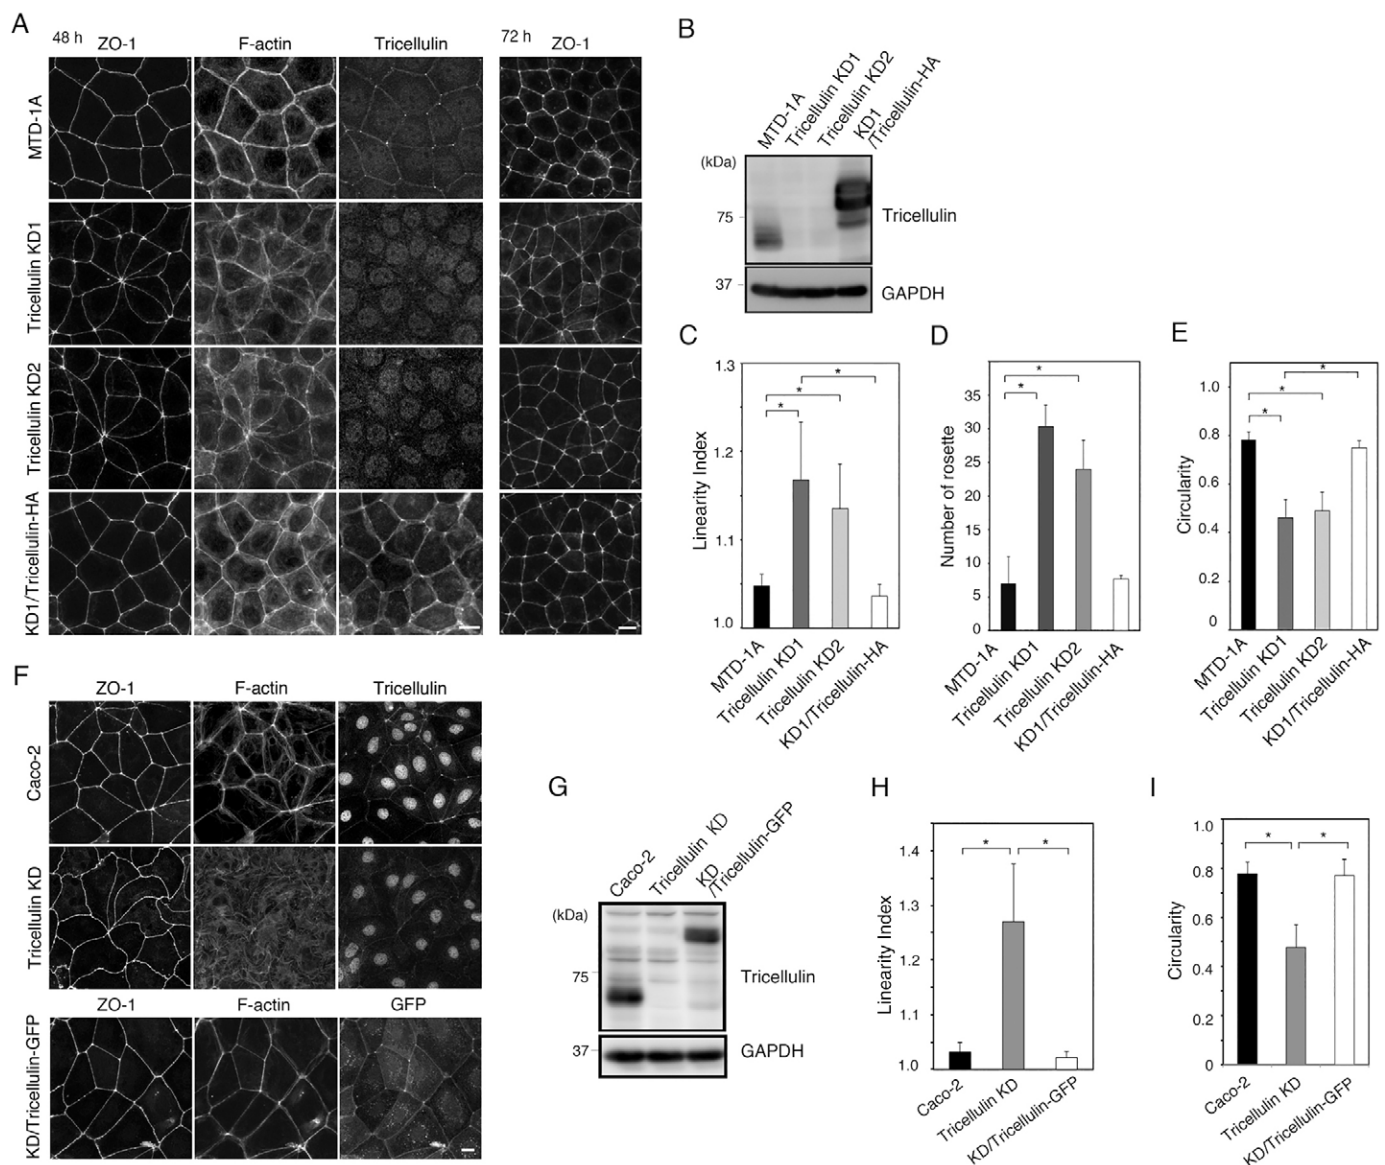 A
48 h
ZO-1
F-actin
Tricellulin
72 h
ZO-1
MTD-1A
Tricellulin KD1
Tricellulin KD2
KD1/Tricellulin-HA
B
MTD-1A
Tricellulin KD1
Tricellulin KD2
KD1
/Tricellulin-HA
(kDa)
75
Tricellulin
37
GAPDH
C
Linearity Index
1.3
*
*
*
1.2
1.1
1.0
MTD-1A
Tricellulin KD1
Tricellulin KD2
KD1/Tricellulin-HA
D
Number of rosette
*
*
35
30
25
20
15
10
5
0
MTD-1A
Tricellulin KD1
Tricellulin KD2
KD1/Tricellulin-HA
E
Circularity
*
*
*
1.0
0.8
0.6
0.4
0.2
0
MTD-1A
Tricellulin KD1
Tricellulin KD2
KD1/Tricellulin-HA
F
ZO-1
F-actin
Tricellulin
Caco-2
Tricellulin KD
ZO-1
F-actin
GFP
KD/Tricellulin-GFP
G
Caco-2
Tricellulin KD
KD
/Tricellulin-GFP
(kDa)
75
Tricellulin
37
GAPDH
H
Linearity Index
*
*
1.4
1.3
1.2
1.1
1.0
Caco-2
Tricellulin KD
KD/Tricellulin-GFP
I
Circularity
*
*
1.0
0.8
0.6
0.4
0.2
0
Caco-2
Tricellulin KD
KD/Tricellulin-GFP